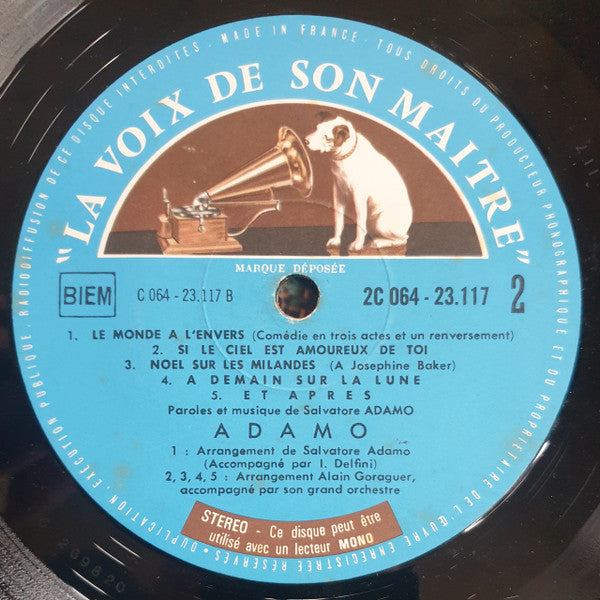 MADE IN FRANCE. TOUS DROITS DU PRODUCTEUR PHONOGRAPHIQUE ET DU PROPRIETAIRE DE L'ŒUVRE ENREGISTREE RESERVES • DUPLICATION. EXECUTION PUBLIQUE. RADIODIFFUSION DE CE DISQUE INTERDITES.
"LA VOIX DE SON MAITRE"
MARQUE DÉPOSÉE
BIEM C 064 - 23.117 B 2C 064 - 23.117 2
1. LE MONDE A L'ENVERS (Comédie en trois actes et un renversement)
2. SI LE CIEL EST AMOUREUX DE TOI
3. NOEL SUR LES MILANDES (A Josephine Baker)
4. A DEMAIN SUR LA LUNE
5. ET APRES
Paroles et musique de Salvatore ADAMO
ADAMO
1 : Arrangement de Salvatore Adamo
(Accompagné par I. Delfini)
2, 3, 4, 5 : Arrangement Alain Goraguer,
accompagné par son grand orchestre
STEREO - Ce disque peut être
utilisé avec un lecteur MONO